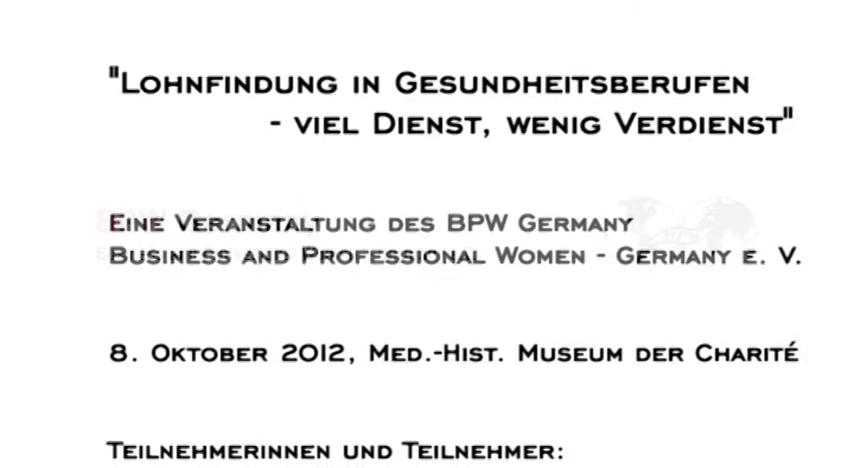 "Lohnfindung in Gesundheitsberufen
- viel Dienst, wenig Verdienst"
Eine Veranstaltung des BPW Germany
Business and Professional Women - Germany e. V.
8. Oktober 2012, Med.-Hist. Museum der Charité
Teilnehmerinnen und Teilnehmer: